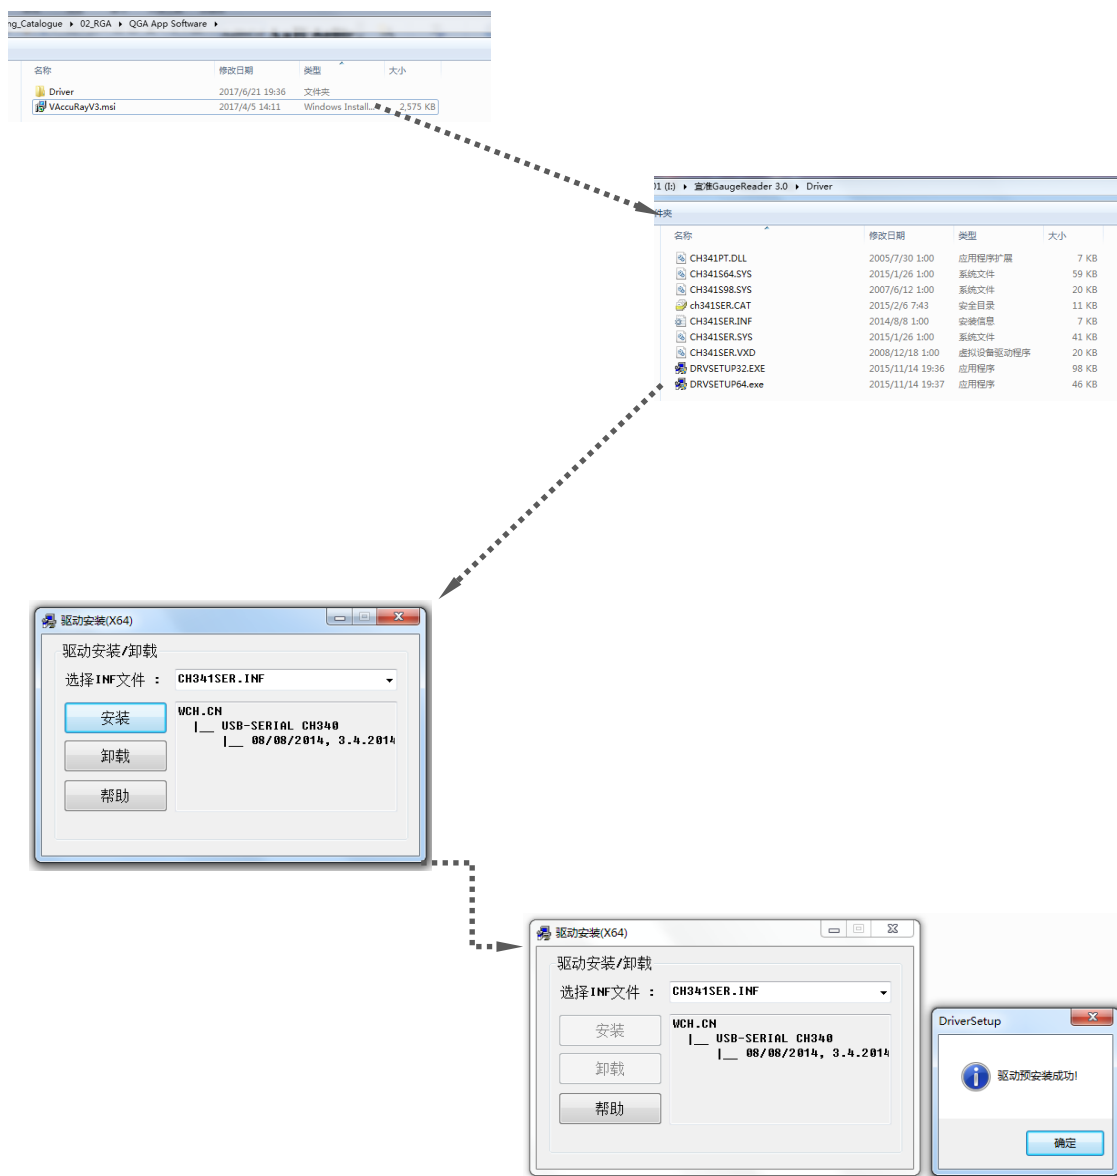 ng_Catalogue ▸ 02_RGA ▸ QGA App Software ▸
名称 修改日期 类型 大小
Driver 2017/6/21 19:36 文件夹
VAccuRayV3.msi 2017/4/5 14:11 Windows Install... 2,575 KB
01 (I:) ▸ 宜准GaugeReader 3.0 ▸ Driver
件夹
名称 修改日期 类型 大小
CH341PT.DLL 2005/7/30 1:00 应用程序扩展 7 KB
CH341S64.SYS 2015/1/26 1:00 系统文件 59 KB
CH341S98.SYS 2007/6/12 1:00 系统文件 20 KB
ch341SER.CAT 2015/2/6 7:43 安全目录 11 KB
CH341SER.INF 2014/8/8 1:00 安装信息 7 KB
CH341SER.SYS 2015/1/26 1:00 系统文件 41 KB
CH341SER.VXD 2008/12/18 1:00 虚拟设备驱动程序 20 KB
DRVSETUP32.EXE 2015/11/14 19:36 应用程序 98 KB
DRVSETUP64.exe 2015/11/14 19:37 应用程序 46 KB
驱动安装(X64)
驱动安装/卸载
选择INF文件 : CH341SER.INF
安装
卸载
帮助
WCH.CN
|__ USB-SERIAL CH340
|__ 08/08/2014, 3.4.2014
驱动安装(X64)
驱动安装/卸载
选择INF文件 : CH341SER.INF
安装
卸载
帮助
WCH.CN
|__ USB-SERIAL CH340
|__ 08/08/2014, 3.4.2014
DriverSetup
驱动预安装成功!
确定